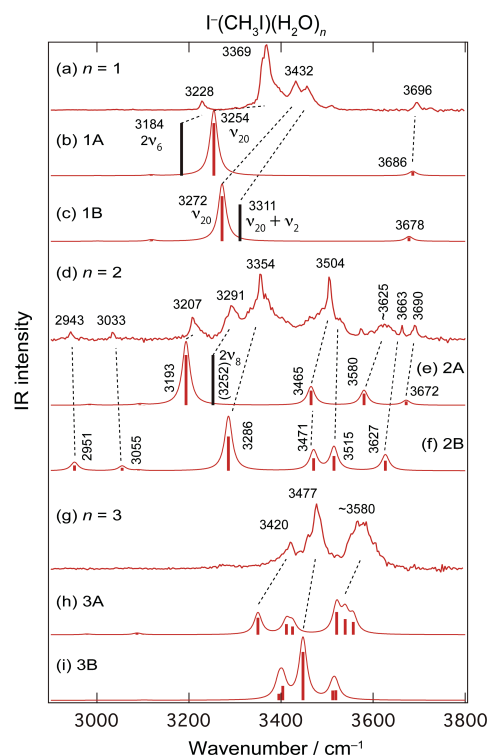 I⁻(CH₃I)(H₂O)ₙ
3369
(a) n = 1
3228
3432
3696
3184
2ν₆
3254
ν₂₀
(b) 1A
3686
(c) 1B
3272
ν₂₀
3311
ν₂₀ + ν₂
3678
(d) n = 2
2943
3033
3207
3291
3354
3504
~3625
3663
3690
(e) 2A
3193
(3252)
2ν₈
3465
3580
3672
(f) 2B
2951
3055
3286
3471
3515
3627
(g) n = 3
3420
3477
~3580
(h) 3A
(i) 3B
IR intensity
3000 3200 3400 3600 3800
Wavenumber / cm⁻¹